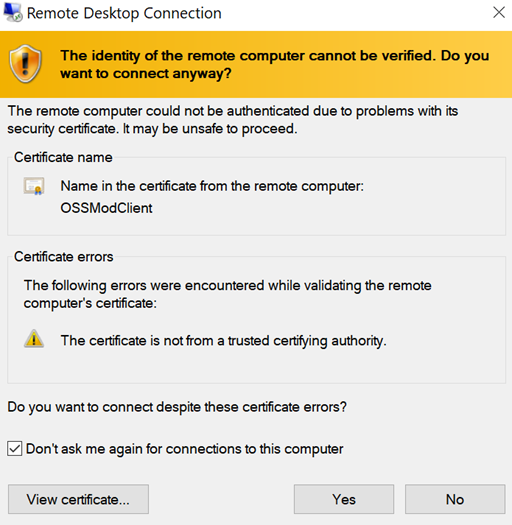 Remote Desktop Connection
The identity of the remote computer cannot be verified. Do you
want to connect anyway?
The remote computer could not be authenticated due to problems with its
security certificate. It may be unsafe to proceed.
Certificate name
Name in the certificate from the remote computer:
OSSModClient
Certificate errors
The following errors were encountered while validating the remote
computer's certificate:
The certificate is not from a trusted certifying authority.
Do you want to connect despite these certificate errors?
Don't ask me again for connections to this computer
View certificate...
Yes
No